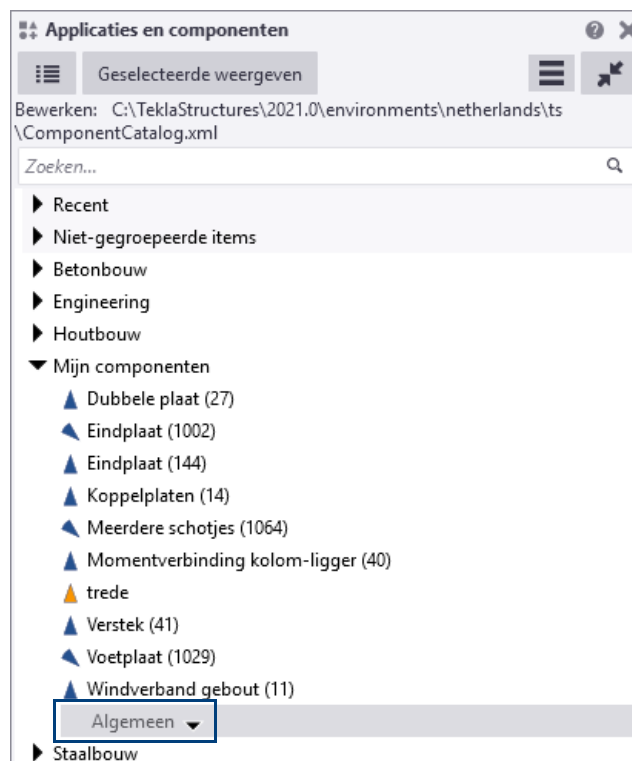 Applicaties en componenten
Geselecteerde weergeven
Bewerken: C:\TeklaStructures\2021.0\environments\netherlands\ts
\ComponentCatalog.xml
Zoeken...
Recent
Niet-gegroepeerde items
Betonbouw
Engineering
Houtbouw
Mijn componenten
Dubbele plaat (27)
Eindplaat (1002)
Eindplaat (144)
Koppelplaten (14)
Meerdere schotjes (1064)
Momentverbinding kolom-ligger (40)
trede
Verstek (41)
Voetplaat (1029)
Windverband gebout (11)
Algemeen
Staalbouw